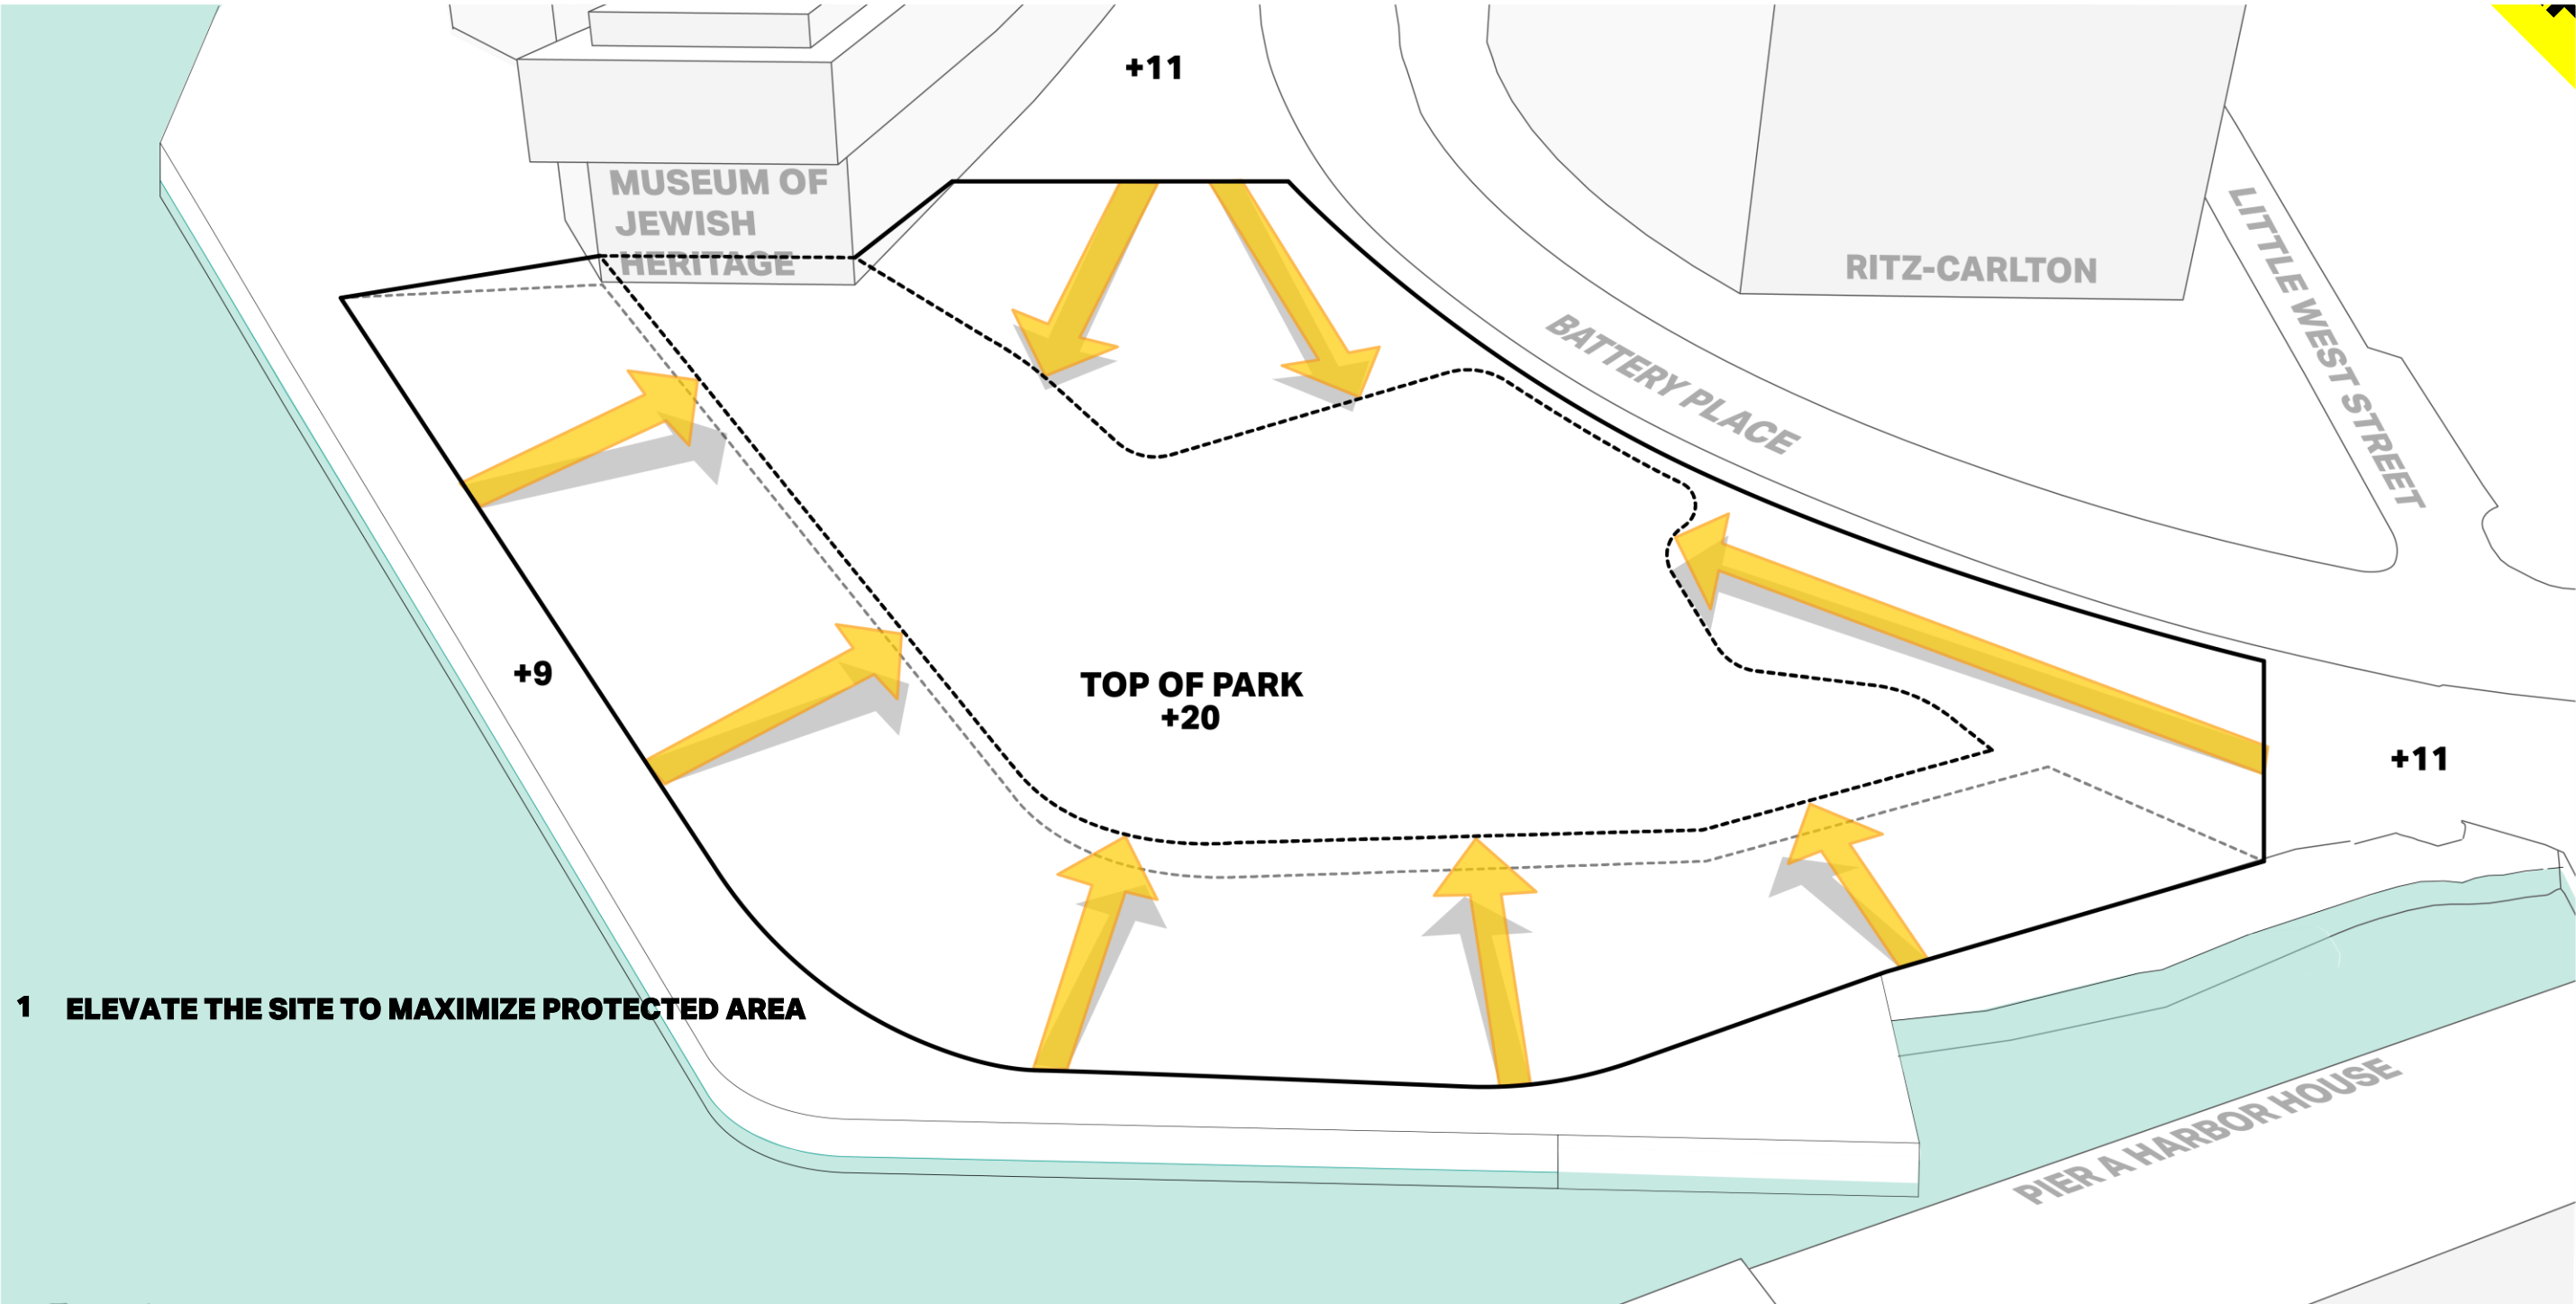 +11
MUSEUM OF
JEWISH
HERITAGE
RITZ-CARLTON
LITTLE WEST STREET
BATTERY PLACE
+9
TOP OF PARK
+20
+11
1 ELEVATE THE SITE TO MAXIMIZE PROTECTED AREA
PIER A HARBOR HOUSE